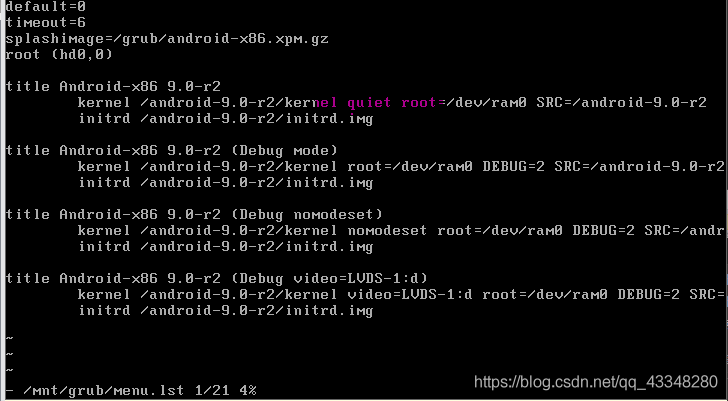 default=0
timeout=6
splashimage=/grub/android-x86.xpm.gz
root (hd0,0)
title Android-x86 9.0-r2
kernel /android-9.0-r2/kernel quiet root=/dev/ram0 SRC=/android-9.0-r2
initrd /android-9.0-r2/initrd.img
title Android-x86 9.0-r2 (Debug mode)
kernel /android-9.0-r2/kernel root=/dev/ram0 DEBUG=2 SRC=/android-9.0-r2
initrd /android-9.0-r2/initrd.img
title Android-x86 9.0-r2 (Debug nomodeset)
kernel /android-9.0-r2/kernel nomodeset root=/dev/ram0 DEBUG=2 SRC=/andr
initrd /android-9.0-r2/initrd.img
title Android-x86 9.0-r2 (Debug video=LVDS-1:d)
kernel /android-9.0-r2/kernel video=LVDS-1:d root=/dev/ram0 DEBUG=2 SRC=
initrd /android-9.0-r2/initrd.img
~
~
~
- /mnt/grub/menu.lst 1/21 4%
https://blog.csdn.net/qq_43348280